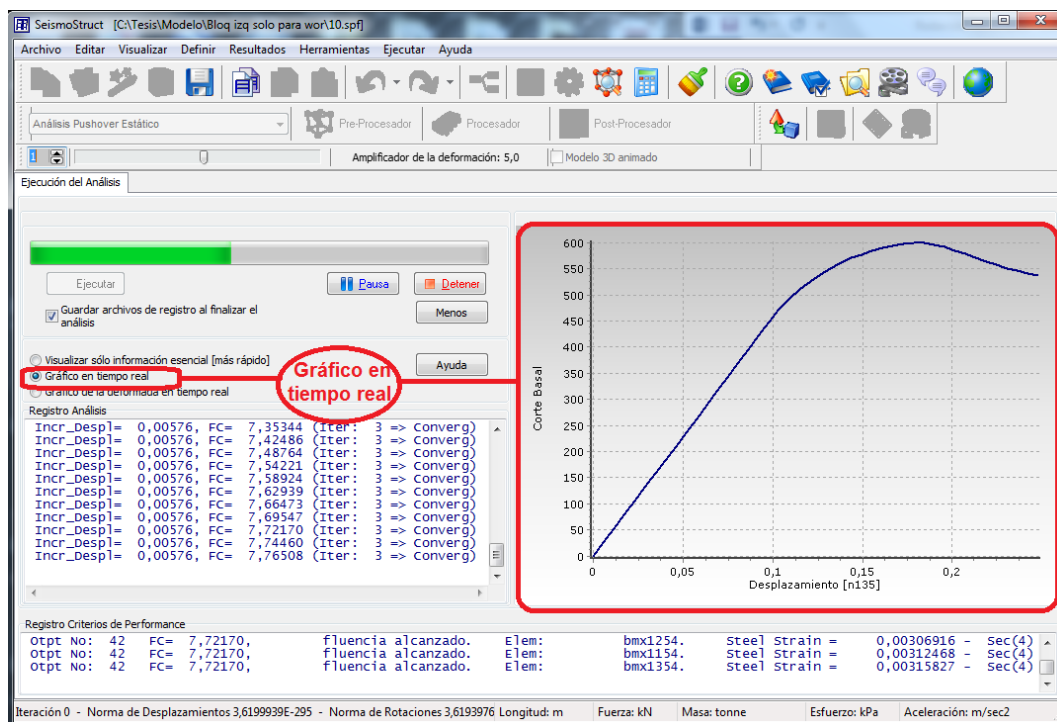 SeismoStruct [C:\Tesis\Modelo\Bloq izq solo para wor\10.spf]
Archivo Editar Visualizar Definir Resultados Herramientas Ejecutar Ayuda
Análisis Pushover Estático
Pre-Procesador
Procesador
Post-Procesador
1
Amplificador de la deformación: 5,0
Modelo 3D animado
Ejecución del Análisis
Ejecutar
Pausa
Detener
Guardar archivos de registro al finalizar el
análisis
Menos
Visualizar sólo información esencial [más rápido]
Gráfico en tiempo real
Gráfico de la deformada en tiempo real
Ayuda
Gráfico en
tiempo real
Registro Análisis
Incr_Despl= 0,00576, FC= 7,35344 (Iter: 3 => Converg)
Incr_Despl= 0,00576, FC= 7,42486 (Iter: 3 => Converg)
Incr_Despl= 0,00576, FC= 7,48764 (Iter: 3 => Converg)
Incr_Despl= 0,00576, FC= 7,54221 (Iter: 3 => Converg)
Incr_Despl= 0,00576, FC= 7,58924 (Iter: 3 => Converg)
Incr_Despl= 0,00576, FC= 7,62939 (Iter: 3 => Converg)
Incr_Despl= 0,00576, FC= 7,66473 (Iter: 3 => Converg)
Incr_Despl= 0,00576, FC= 7,69547 (Iter: 3 => Converg)
Incr_Despl= 0,00576, FC= 7,72170 (Iter: 3 => Converg)
Incr_Despl= 0,00576, FC= 7,74460 (Iter: 3 => Converg)
Incr_Despl= 0,00576, FC= 7,76508 (Iter: 3 => Converg)
Corte Basal
600
550
500
450
400
350
300
250
200
150
100
50
0
0 0,05 0,1 0,15 0,2
Desplazamiento [n135]
Registro Criterios de Performance
Otpt No: 42 FC= 7,72170, fluencia alcanzado. Elem: bmx1254. Steel Strain = 0,00306916 - Sec(4)
Otpt No: 42 FC= 7,72170, fluencia alcanzado. Elem: bmx1154. Steel Strain = 0,00312468 - Sec(4)
Otpt No: 42 FC= 7,72170, fluencia alcanzado. Elem: bmx1354. Steel Strain = 0,00315827 - Sec(4)
Iteración 0 - Norma de Desplazamientos 3,6199939E-295 - Norma de Rotaciones 3,6193976 Longitud: m Fuerza: kN Masa: tonne Esfuerzo: kPa Aceleración: m/sec2